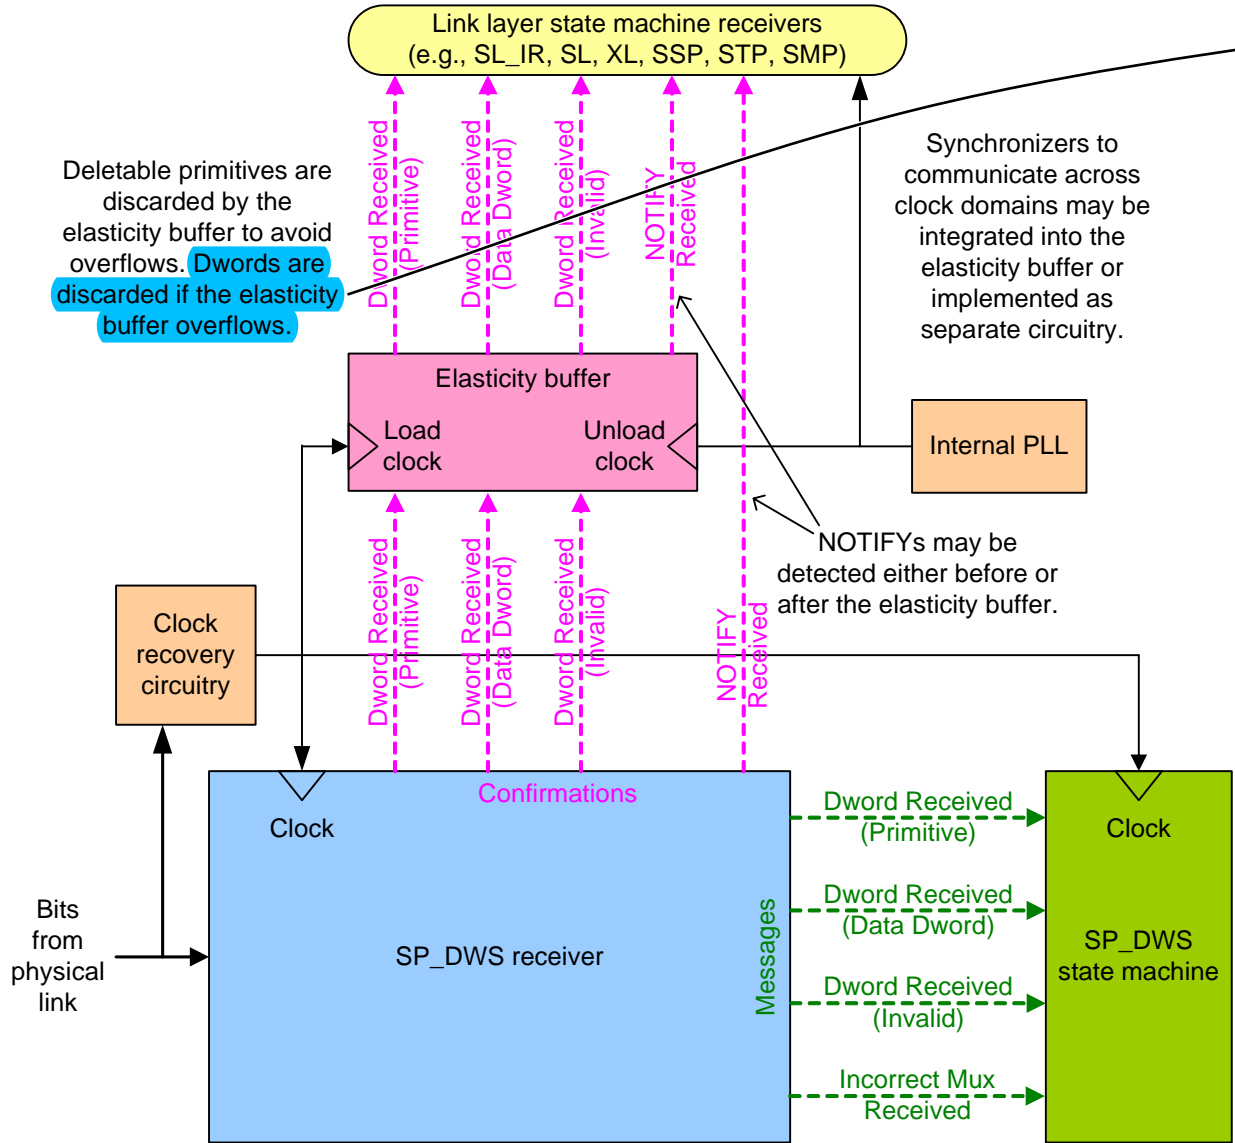 Link layer state machine receivers
(e.g., SL_IR, SL, XL, SSP, STP, SMP)
Deletable primitives are
discarded by the
elasticity buffer to avoid
overflows. Dwords are
discarded if the elasticity
buffer overflows.
Dword Received
(Primitive)
Dword Received
(Data Dword)
Dword Received
(Invalid)
NOTIFY
Received
Synchronizers to
communicate across
clock domains may be
integrated into the
elasticity buffer or
implemented as
separate circuitry.
Elasticity buffer
Load
clock
Unload
clock
Internal PLL
NOTIFYs may be
detected either before or
after the elasticity buffer.
Dword Received
(Primitive)
Dword Received
(Data Dword)
Dword Received
(Invalid)
NOTIFY
Received
Clock
recovery
circuitry
Confirmations
Clock
SP_DWS receiver
Messages
Bits
from
physical
link
Dword Received
(Primitive)
Dword Received
(Data Dword)
Dword Received
(Invalid)
Incorrect Mux
Received
Clock
SP_DWS
state machine